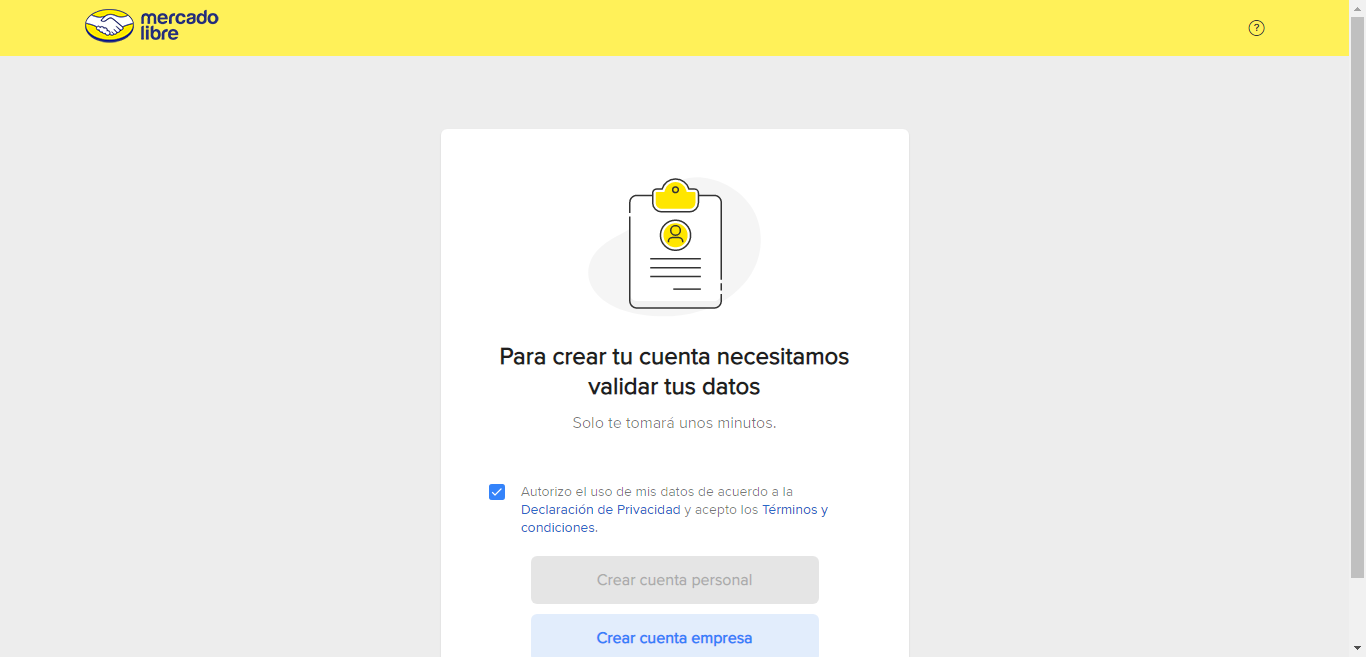 mercado
libre
?
Para crear tu cuenta necesitamos
validar tus datos
Solo te tomará unos minutos.
Autorizo el uso de mis datos de acuerdo a la
Declaración de Privacidad y acepto los Términos y
condiciones.
Crear cuenta personal
Crear cuenta empresa